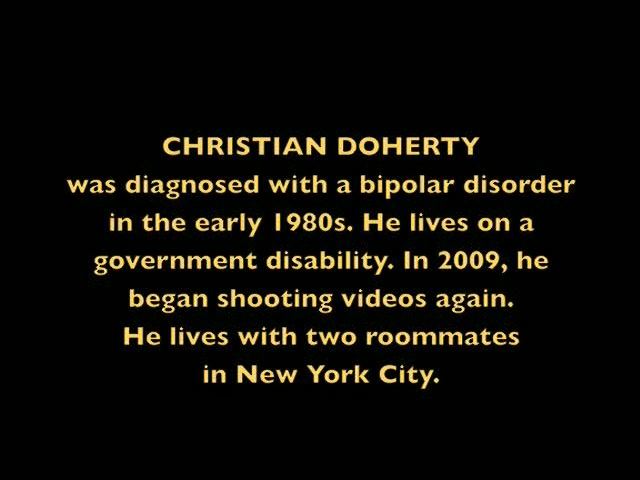 CHRISTIAN DOHERTY
was diagnosed with a bipolar disorder
in the early 1980s. He lives on a
government disability. In 2009, he
began shooting videos again.
He lives with two roommates
in New York City.